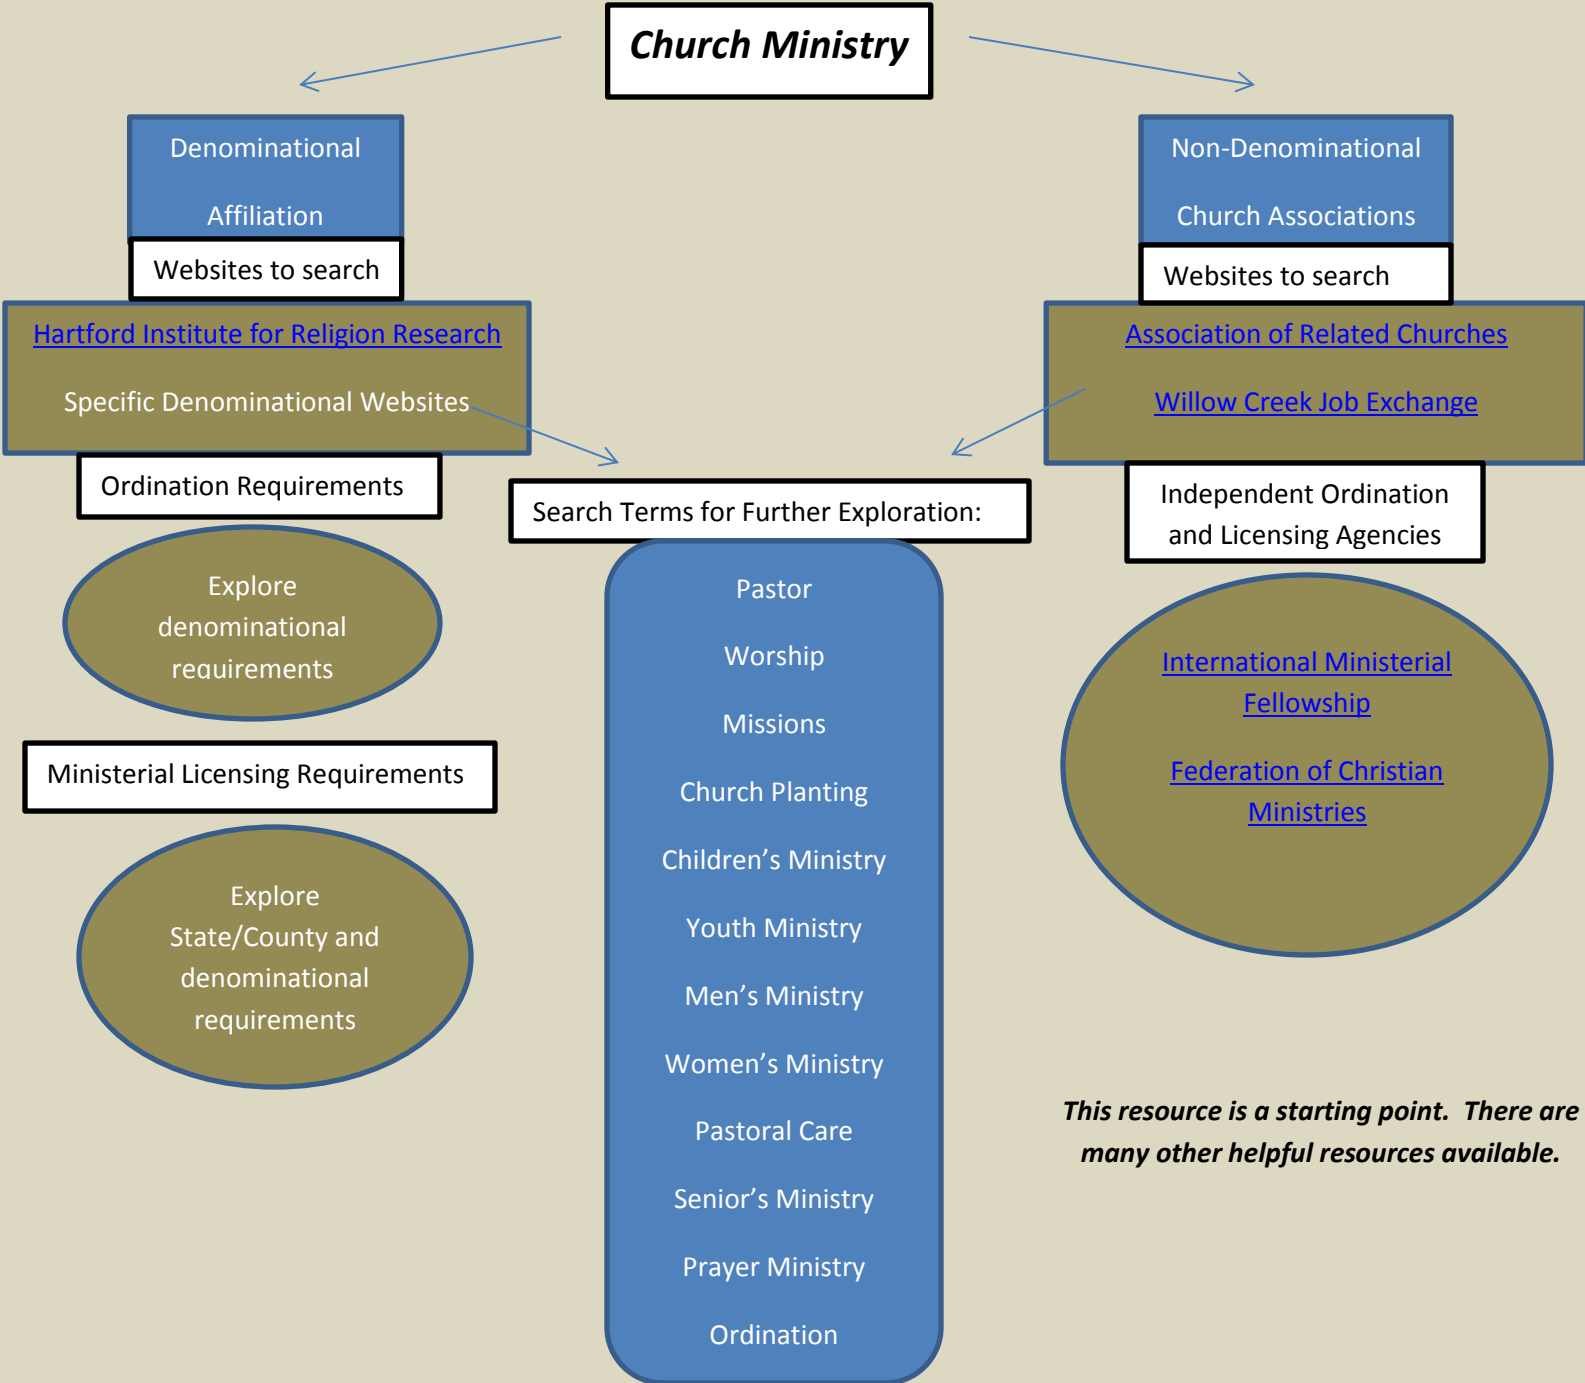 Church Ministry
Denominational
Affiliation
Websites to search
Hartford Institute for Religion Research
Specific Denominational Websites
Ordination Requirements
Explore
denominational
requirements
Ministerial Licensing Requirements
Explore
State/County and
denominational
requirements
Search Terms for Further Exploration:
Pastor
Worship
Missions
Church Planting
Children’s Ministry
Youth Ministry
Men’s Ministry
Women’s Ministry
Pastoral Care
Senior’s Ministry
Prayer Ministry
Ordination
Non-Denominational
Church Associations
Websites to search
Association of Related Churches
Willow Creek Job Exchange
Independent Ordination
and Licensing Agencies
International Ministerial
Fellowship
Federation of Christian
Ministries
This resource is a starting point.  There are
many other helpful resources available.